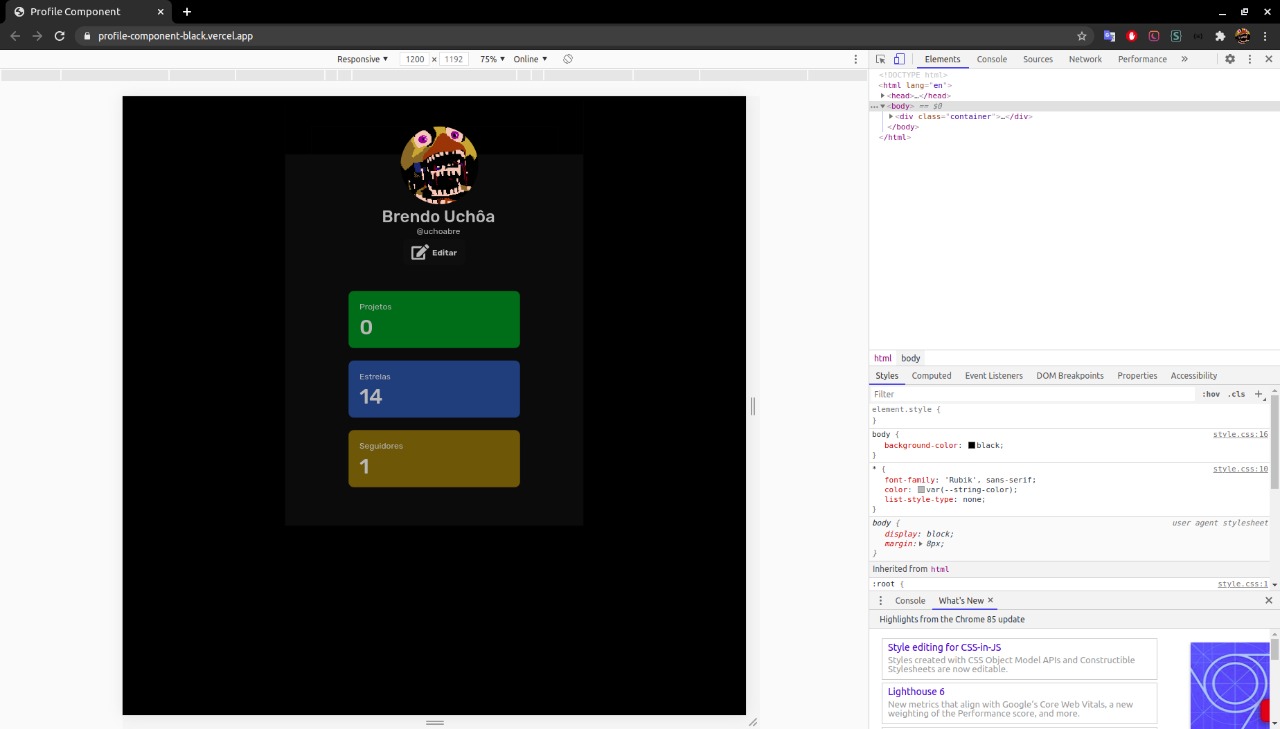 Profile Component
profile-component-black.vercel.app
Responsive 1200 × 1192 75% Online
Elements Console Sources Network Performance »
<!DOCTYPE html>
<html lang="en">
<head>…</head>
<body> == $0
<div class="container">…</div>
</body>
</html>
Brendo Uchôa
@uchoabre
Editar
Projetos
0
Estrelas
14
Seguidores
1
html body
Styles Computed Event Listeners DOM Breakpoints Properties Accessibility
Filter :hov .cls +
element.style {
}
body { style.css:16
background-color: black;
}
* { style.css:10
font-family: 'Rubik', sans-serif;
color: var(--string-color);
list-style-type: none;
}
body { user agent stylesheet
display: block;
margin: 8px;
}
Inherited from html
:root { style.css:1
Console What's New
Highlights from the Chrome 85 update
Style editing for CSS-in-JS
Styles created with CSS Object Model APIs and Constructible
Stylesheets are now editable.
Lighthouse 6
New metrics that align with Google's Core Web Vitals, a new
weighting of the Performance score, and more.